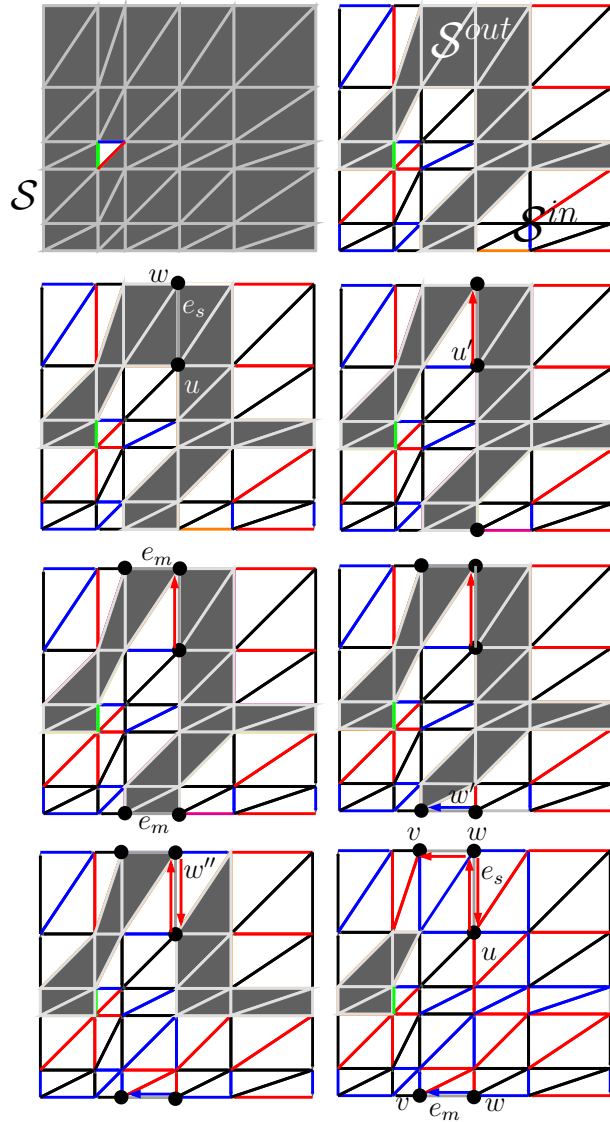 𝒮^{out}
𝒮
𝒮^{in}
w
e_s
u
u'
e_m
e_m
w'
w''
v w
e_s
u
v e_m w